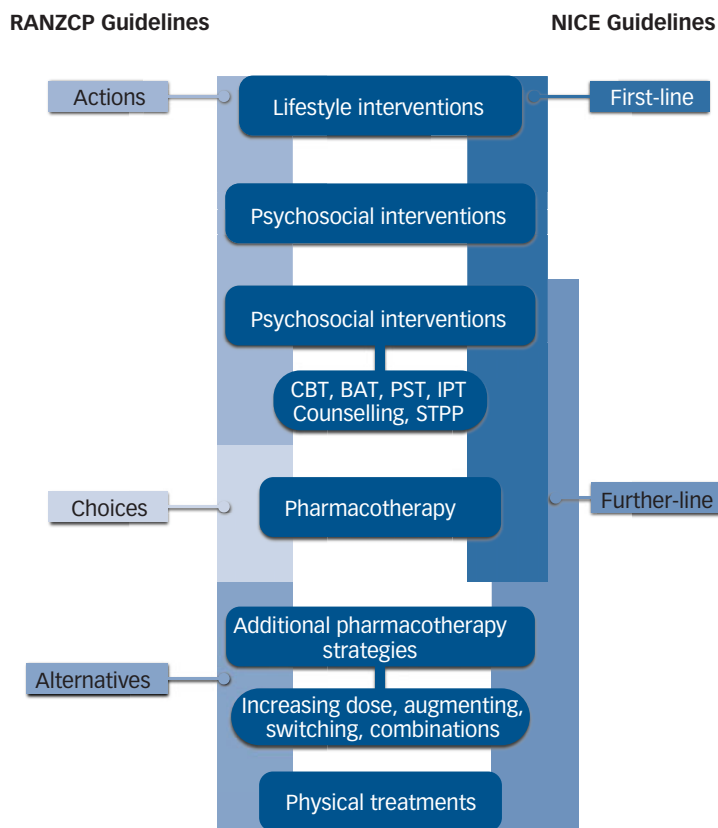 RANZCP Guidelines
NICE Guidelines
Actions
Lifestyle interventions
First-line
Psychosocial interventions
Psychosocial interventions
CBT, BAT, PST, IPT
Counselling, STPP
Choices
Pharmacotherapy
Further-line
Additional pharmacotherapy
strategies
Alternatives
Increasing dose, augmenting,
switching, combinations
Physical treatments